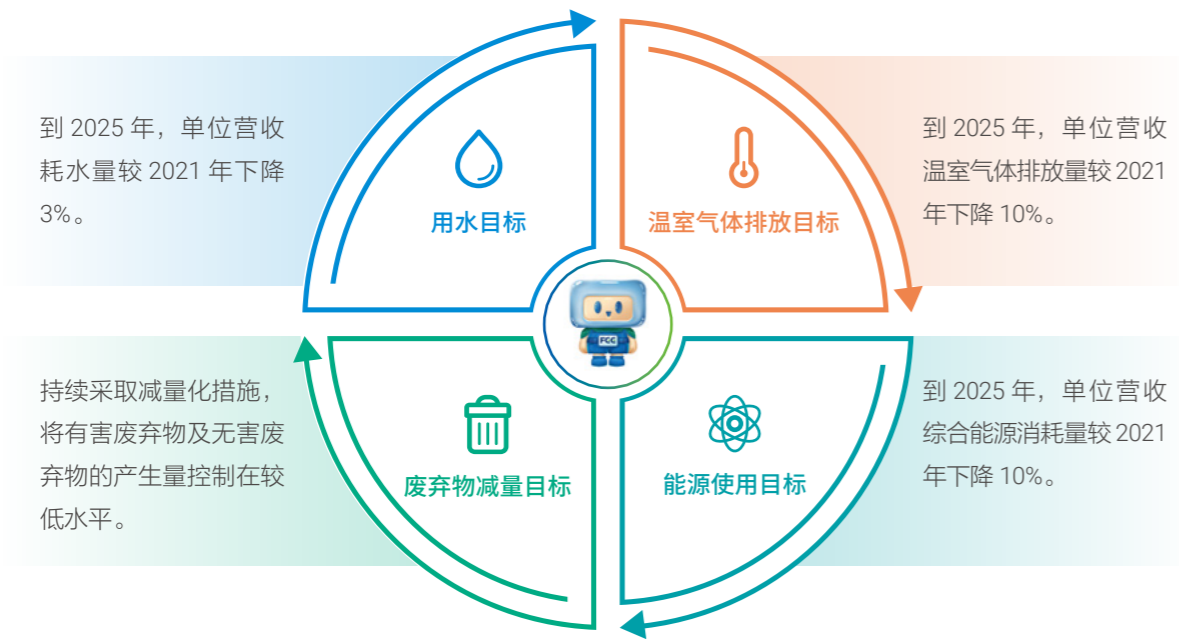 到 2025 年，单位营收
耗水量较 2021 年下降
3%。
用水目标
温室气体排放目标
到 2025 年，单位营收
温室气体排放量较 2021
年下降 10%。
FCC
持续采取减量化措施，
将有害废弃物及无害废
弃物的产生量控制在较
低水平。
废弃物减量目标
能源使用目标
到 2025 年，单位营收
综合能源消耗量较 2021
年下降 10%。